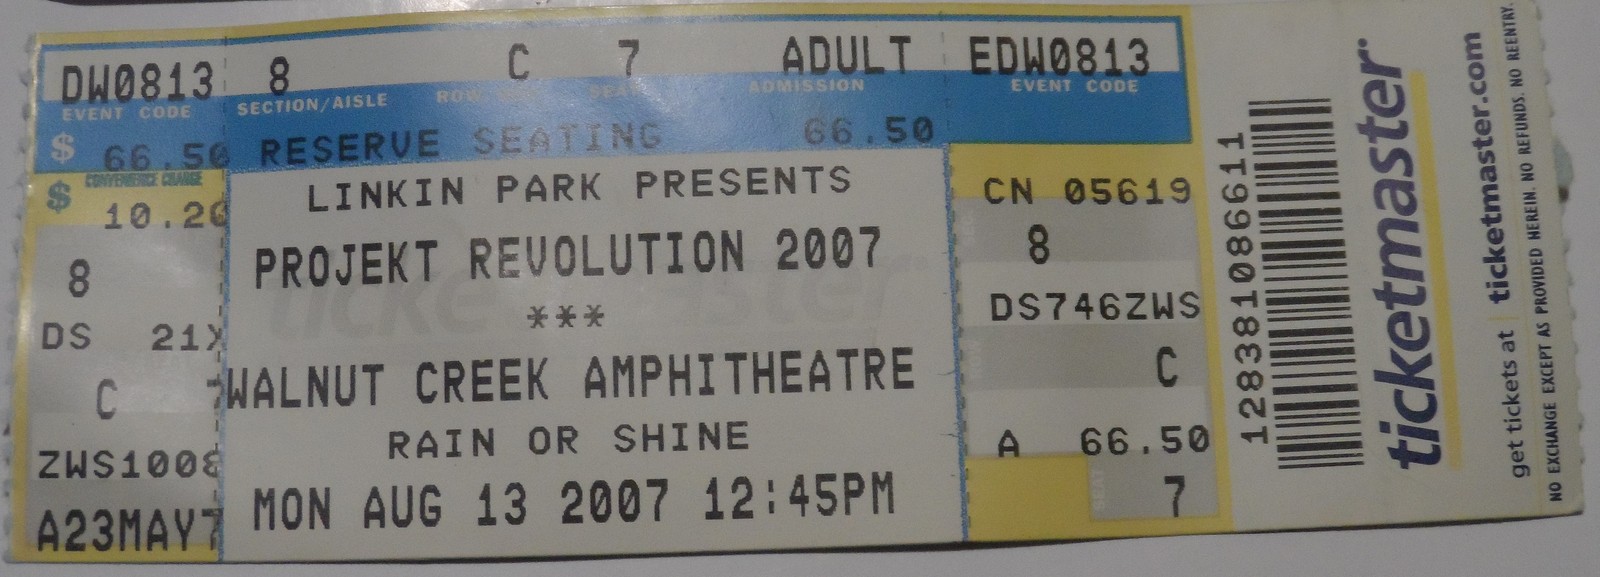 DW0813 8 C 7 ADULT EDW0813
EVENT CODE SECTION/AISLE ROW SEAT ADMISSION EVENT CODE
$ 66.50 RESERVE SEATING 66.50
CONVENIENCE CHARGE
$ 10.20
8
DS 21X
C 7
ZWS1008
A23MAY7
LINKIN PARK PRESENTS
PROJEKT REVOLUTION 2007
***
WALNUT CREEK AMPHITHEATRE
RAIN OR SHINE
MON AUG 13 2007 12:45PM
CN 05619
8
DS746ZWS
C
A 66.50
SEAT
7
128381086611
ticketmaster
get tickets at ticketmaster.com
NO EXCHANGE EXCEPT AS PROVIDED HEREIN. NO REFUNDS. NO REENTRY.
ticketmaster